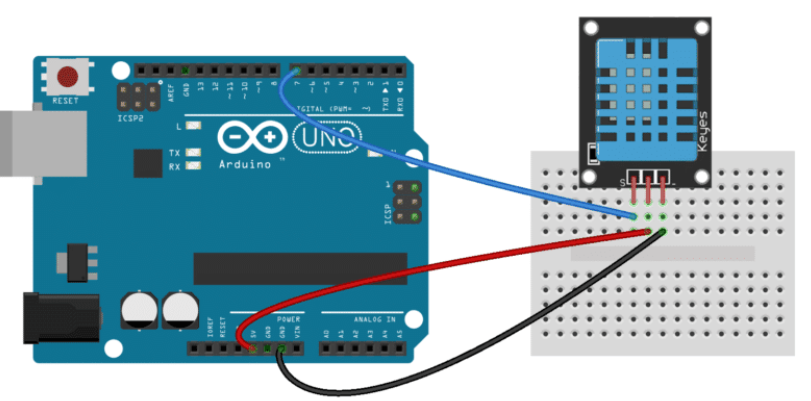 RESET
ICSP2
AREF
GND
13
12
~11
~10
~9
8
7
~6
~5
~4
~3
2
TX0 ▶ 1
RX0 ◀ 0
IGITAL (PWM= ~)
L
TX
RX
UNO
Arduino
ICSP
1
Keyes
S
-
IOREF
RESET
5V
GND
GND
VIN
POWER
ANALOG IN
A0
A1
A2
A3
A4
A5